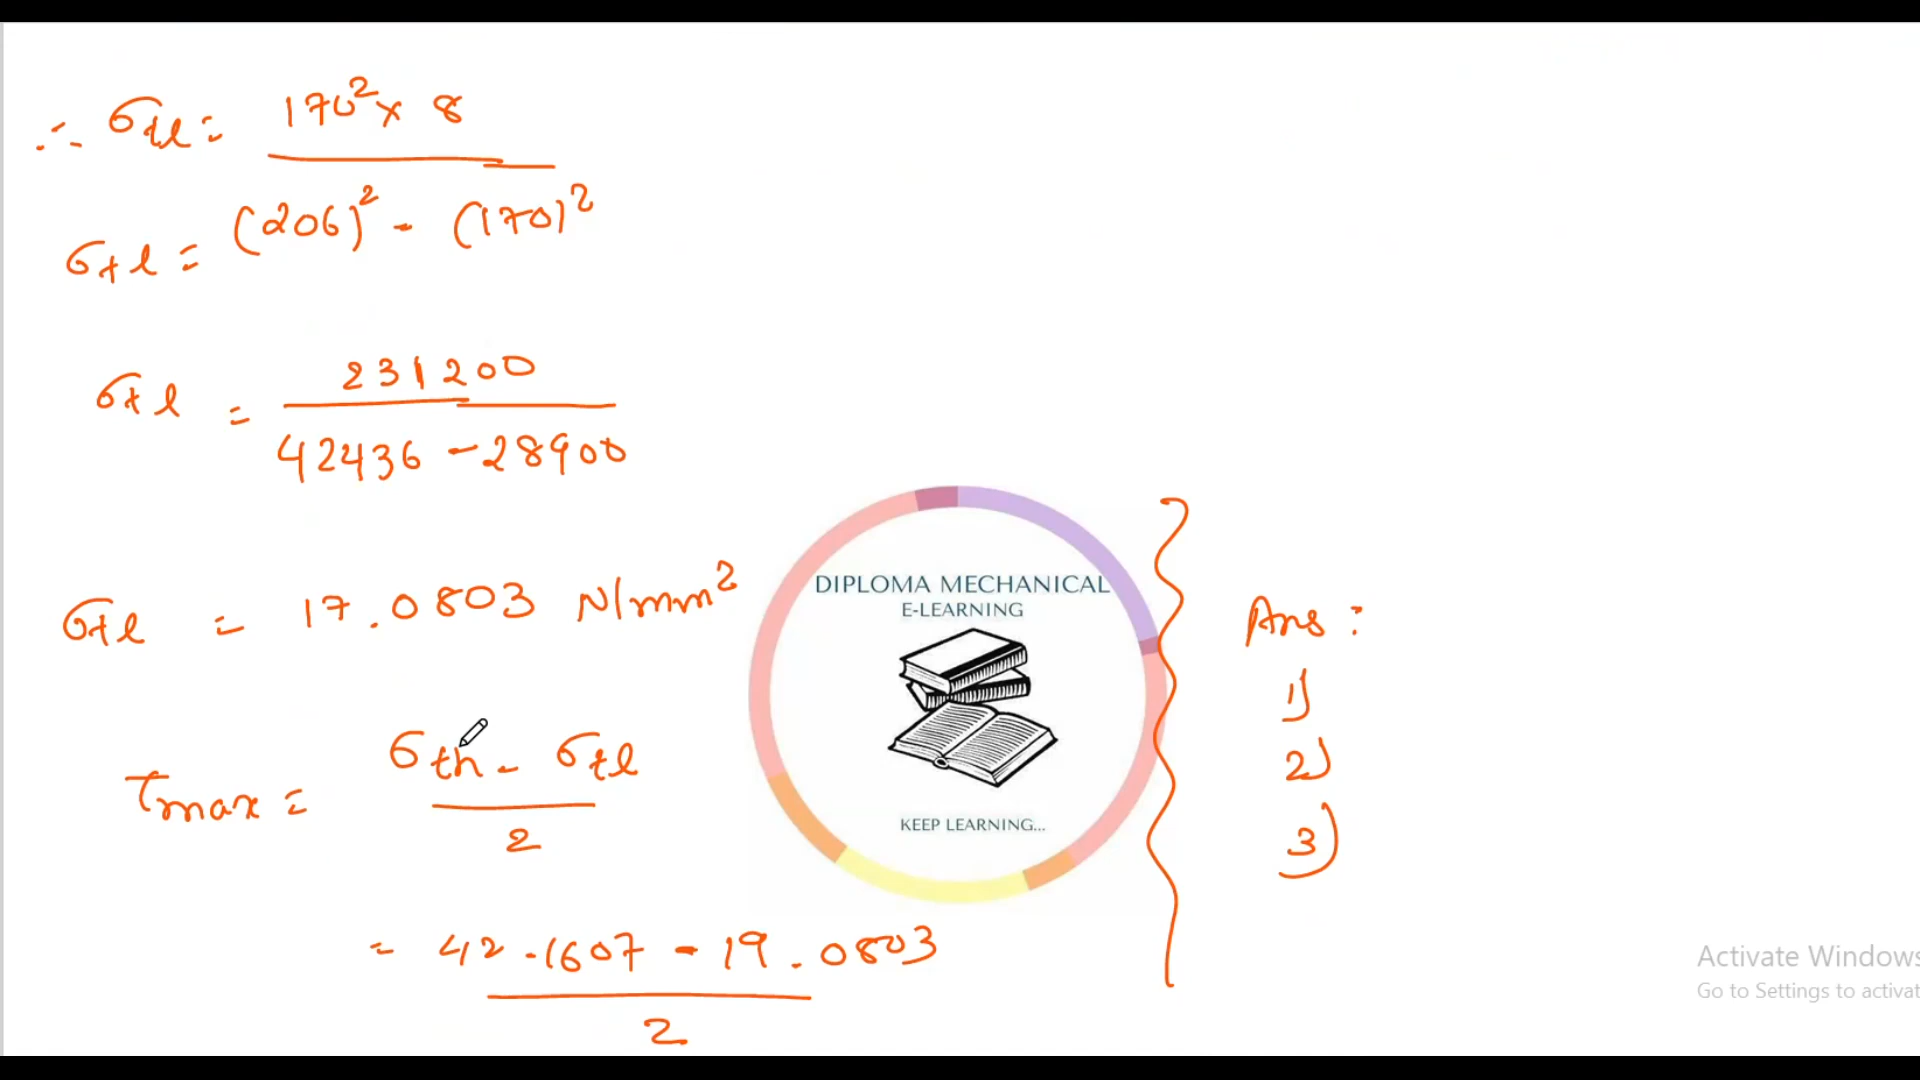 ∴ σtl = 170² × 8
σtl = (206)² - (170)²
σtl = 231200
42436 - 28900
σtl = 17.0803 N/mm²
τmax = σth - σtl
2
= 42.1607 - 19.0803
2
DIPLOMA MECHANICAL
E-LEARNING
KEEP LEARNING...
Ans :
1)
2)
3)
Activate Windows
Go to Settings to activat